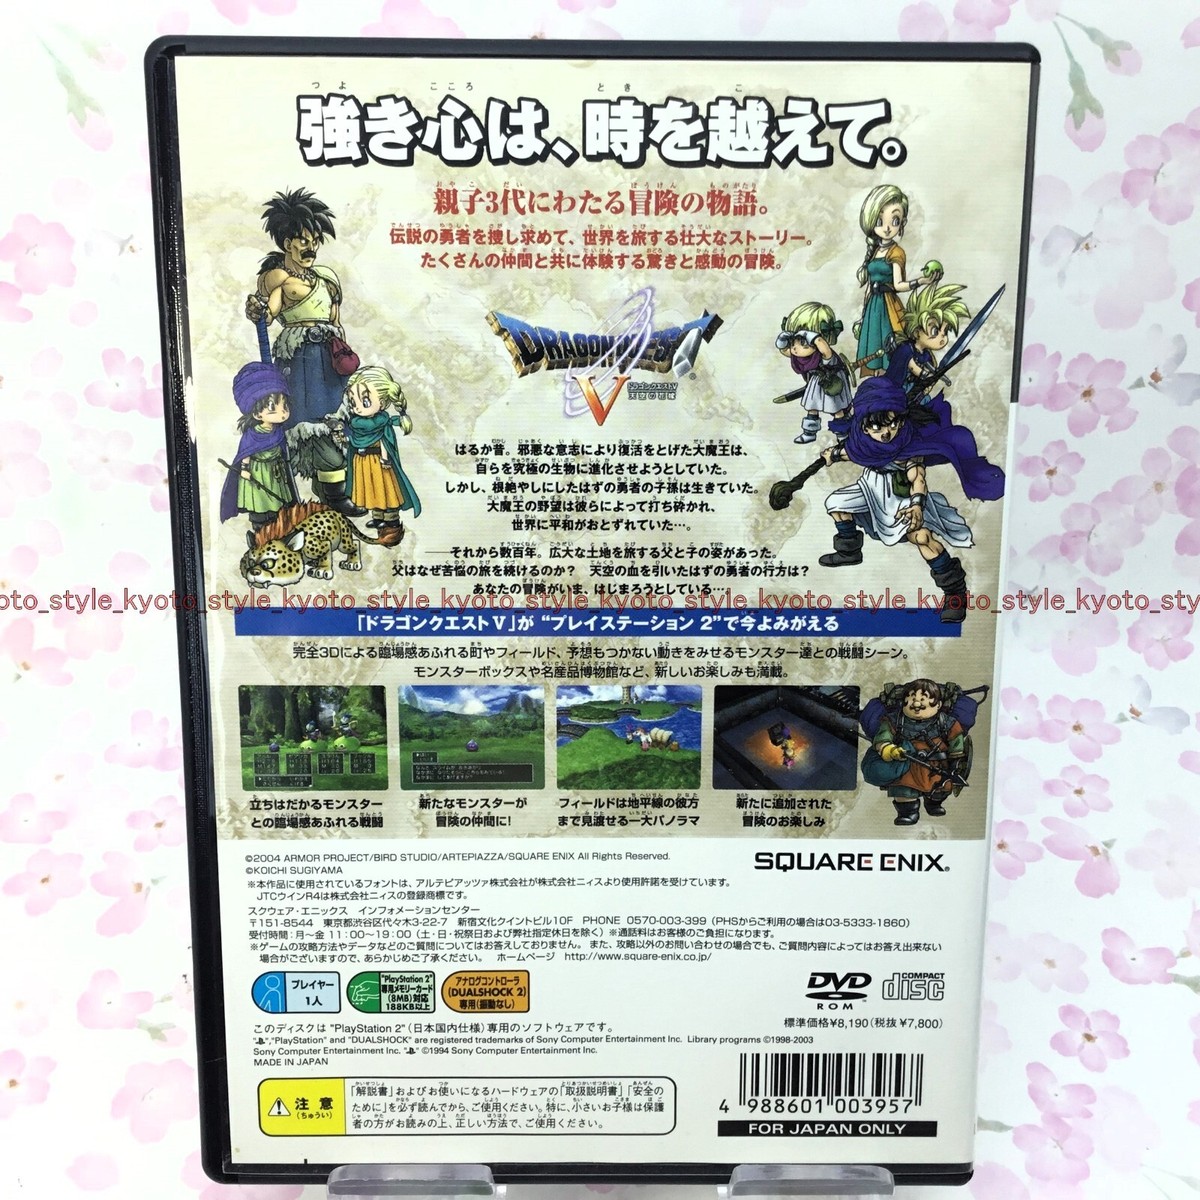 強き心は、時を越えて。
親子3代にわたる冒険の物語。
伝説の勇者を捜し求めて、世界を旅する壮大なストーリー。
たくさんの仲間と共に体験する驚きと感動の冒険。
DRAGON QUEST
V
ドラゴンクエストV
天空の花嫁
はるか昔。邪悪な意志により復活をとげた大魔王は、
自らを究極の生物に進化させようとしていた。
しかし、根絶やしにしたはずの勇者の子孫は生きていた。
大魔王の野望は彼らによって打ち砕かれ、
世界に平和がおとずれていた…。
――それから数百年。広大な土地を旅する父と子の姿があった。
父はなぜ苦悩の旅を続けるのか? 天空の血を引いたはずの勇者の行方は?
あなたの冒険がいま、はじまろうとしている…。
oto_style_kyoto_style_kyoto_style_kyoto_style_kyoto_style_kyoto_style_kyoto_sty
「ドラゴンクエストV」が“プレイステーション 2”で今よみがえる
完全3Dによる臨場感あふれる町やフィールド、予想もつかない動きをみせるモンスター達との戦闘シーン。
モンスターボックスや名産品博物館など、新しいお楽しみも満載。
立ちはだかるモンスター
との臨場感あふれる戦闘
新たなモンスターが
冒険の仲間に!
フィールドは地平線の彼方
まで見渡せる一大パノラマ
新たに追加された
冒険のお楽しみ
©2004 ARMOR PROJECT/BIRD STUDIO/ARTEPIAZZA/SQUARE ENIX All Rights Reserved.
©KOICHI SUGIYAMA
SQUARE ENIX
※本作品に使用されているフォントは、アルテピアッツァ株式会社が株式会社ニィスより使用許諾を受けています。
JTCウインR4は株式会社ニィスの登録商標です。
スクウェア・エニックス インフォメーションセンター
〒151-8544 東京都渋谷区代々木3-22-7 新宿文化クイントビル10F PHONE 0570-003-399 (PHSからご利用の場合は03-5333-1860)
受付時間:月~金 11:00~19:00(土・日・祝祭日および弊社指定休日を除く)※通話料はお客様のご負担になります。
※ゲームの攻略方法やデータなどのご質問についてはお答えしておりません。また、攻略以外のお問い合わせの場合でも、ご質問内容によってはお答え出来ない
場合がございますので、あらかじめご了承ください。 ホームページ http://www.square-enix.co.jp/
プレイヤー
1人
"PlayStation 2"
専用メモリーカード
(8MB)対応
188KB以上
アナログコントローラ
(DUALSHOCK 2)
専用(振動なし)
DVD
ROM
COMPACT
disc
標準価格¥8,190(税抜¥7,800)
このディスクは "PlayStation 2"(日本国内仕様)専用のソフトウェアです。
"PlayStation" and "DUALSHOCK" are registered trademarks of Sony Computer Entertainment Inc. Library programs ©1998-2003
Sony Computer Entertainment Inc. ©1994 Sony Computer Entertainment Inc.
MADE IN JAPAN
注意
(ちゅうい)
「解説書」およびお使いになるハードウェアの「取扱説明書」「安全の
ために」を必ず読んでから、ご使用ください。特に、小さいお子様は保護
者の方がお読みの上、正しい方法で、ご使用ください。
4 988601 003957
FOR JAPAN ONLY